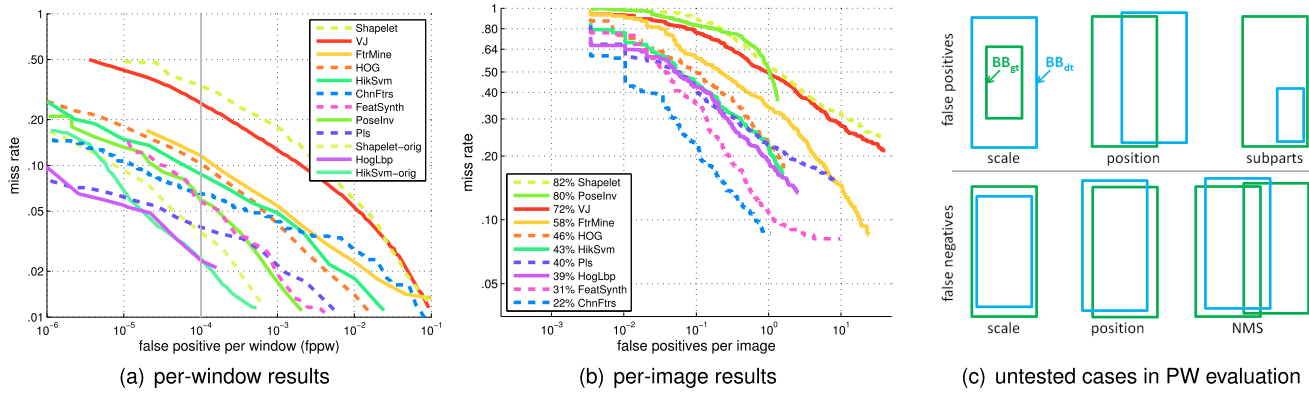 miss rate
1
.50
.20
.10
.05
.02
.01
Shapelet
VJ
FtrMine
HOG
HikSvm
ChnFtrs
FeatSynth
PoseInv
Pls
Shapelet-orig
HogLbp
HikSvm-orig
10⁻⁶ 10⁻⁵ 10⁻⁴ 10⁻³ 10⁻² 10⁻¹
false positive per window (fppw)
(a) per-window results
miss rate
1
.80
.64
.50
.40
.30
.20
.10
.05
82% Shapelet
80% PoseInv
72% VJ
58% FtrMine
46% HOG
43% HikSvm
40% Pls
39% HogLbp
31% FeatSynth
22% ChnFtrs
10⁻³ 10⁻² 10⁻¹ 10⁰ 10¹
false positives per image
(b) per-image results
false positives
BBgt BBdt
scale position subparts
false negatives
scale position NMS
(c) untested cases in PW evaluation